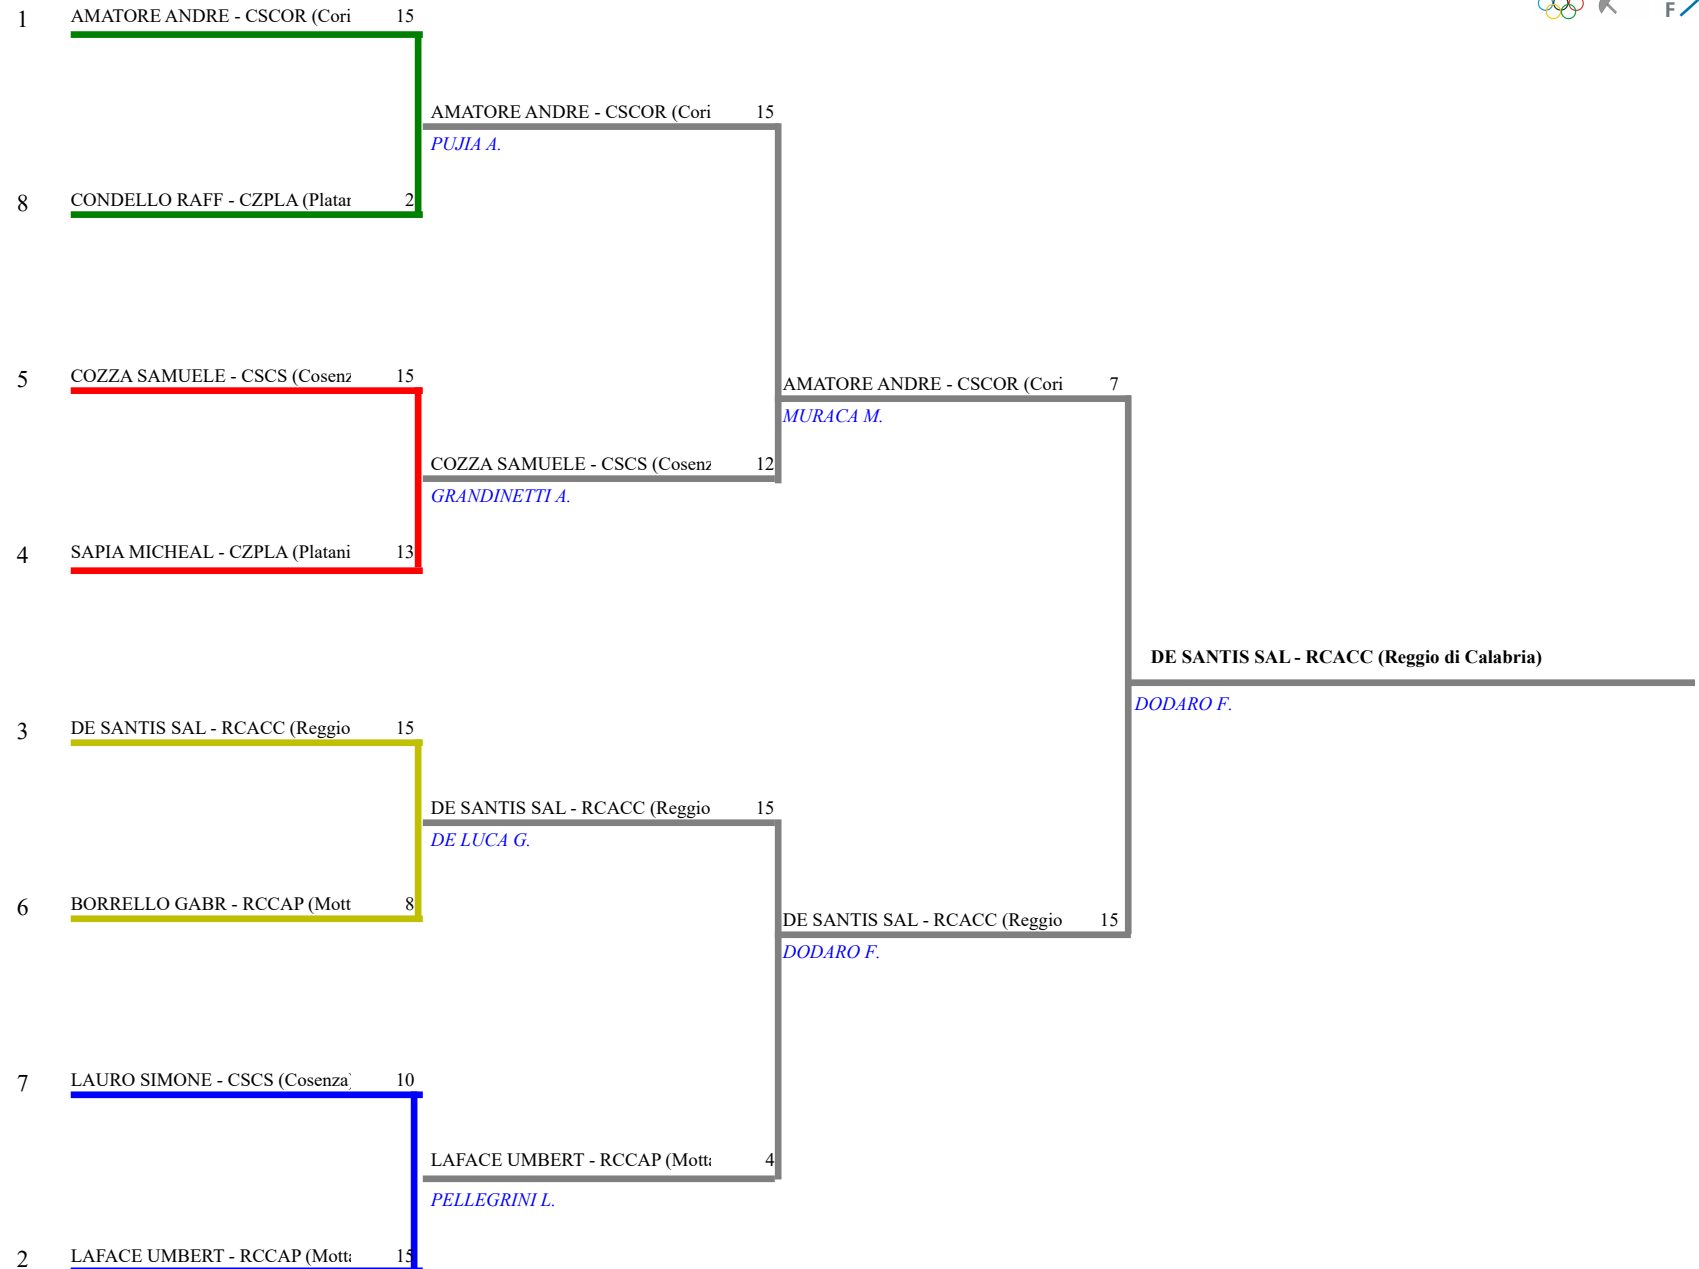 1 AMATORE ANDRE - CSCOR (Cori 15
F
AMATORE ANDRE - CSCOR (Cori 15
PUJIA A.
8 CONDELLO RAFF - CZPLA (Platan 2
5 COZZA SAMUELE - CSCS (Cosenz 15
AMATORE ANDRE - CSCOR (Cori 7
MURACA M.
COZZA SAMUELE - CSCS (Cosenz 12
GRANDINETTI A.
4 SAPIA MICHEAL - CZPLA (Platani 13
DE SANTIS SAL - RCACC (Reggio di Calabria)
DODARO F.
3 DE SANTIS SAL - RCACC (Reggio 15
DE SANTIS SAL - RCACC (Reggio 15
DE LUCA G.
6 BORRELLO GABR - RCCAP (Mott 8
DE SANTIS SAL - RCACC (Reggio 15
DODARO F.
7 LAURO SIMONE - CSCS (Cosenza) 10
LAFACE UMBERT - RCCAP (Motta 4
PELLEGRINI L.
2 LAFACE UMBERT - RCCAP (Motta 15